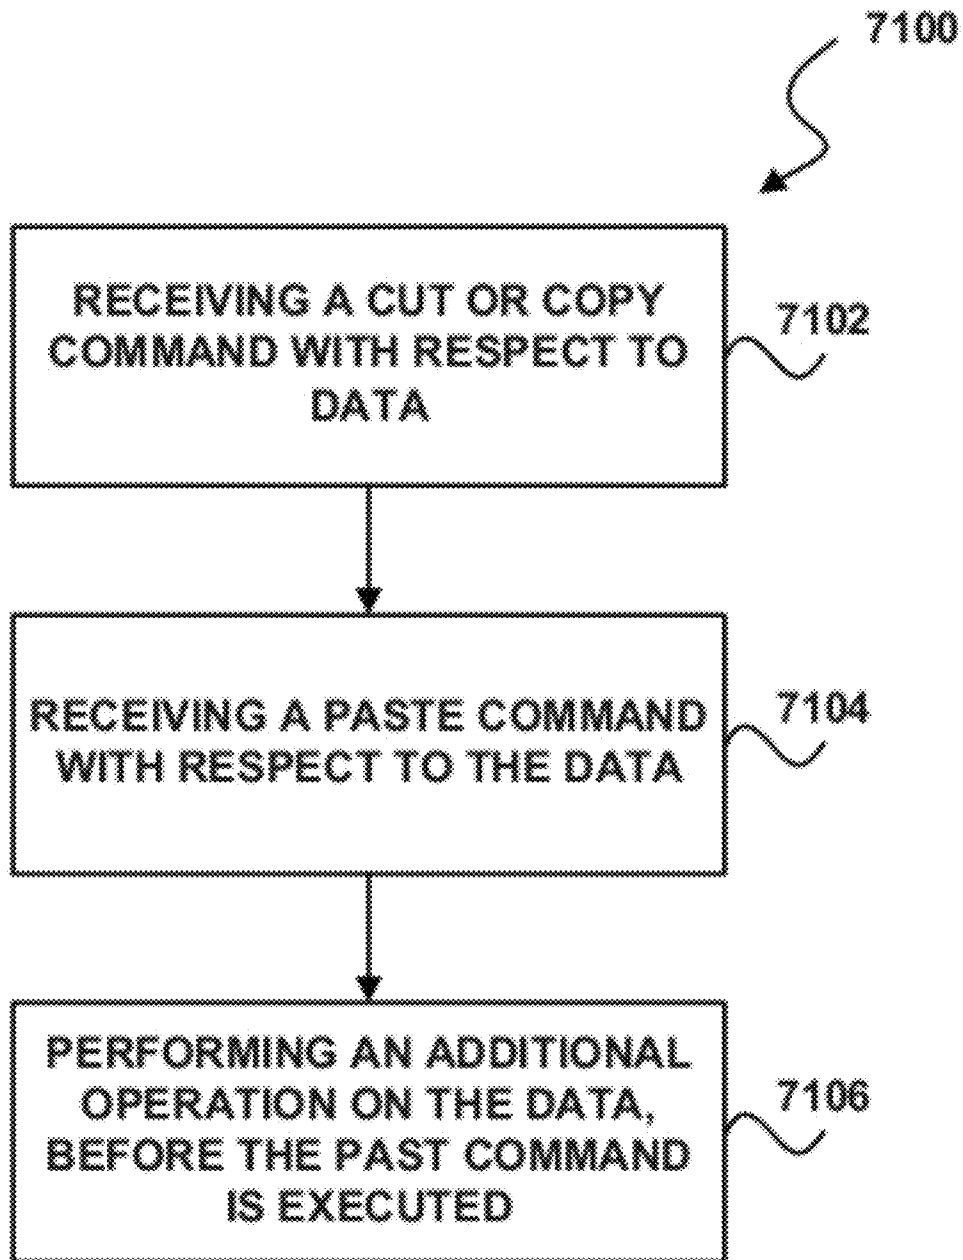 7100
RECEIVING A CUT OR COPY
COMMAND WITH RESPECT TO
DATA
7102
RECEIVING A PASTE COMMAND
WITH RESPECT TO THE DATA
7104
PERFORMING AN ADDITIONAL
OPERATION ON THE DATA,
BEFORE THE PAST COMMAND
IS EXECUTED
7106